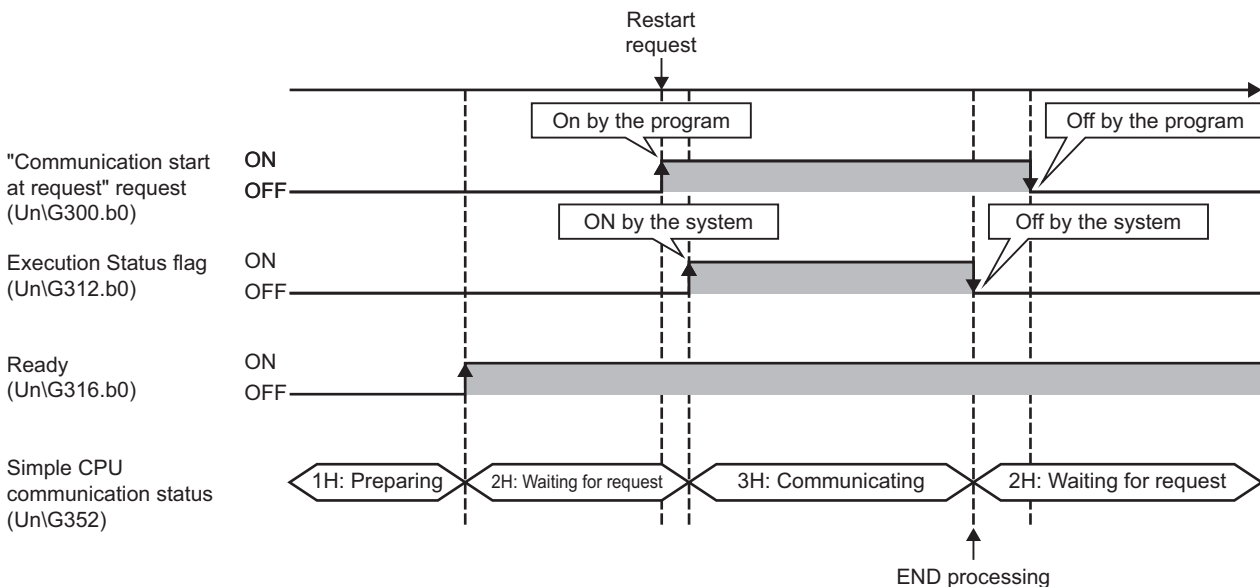 Restart
request
On by the program
Off by the program
"Communication start
at request" request
(Un\G300.b0)
ON
OFF
ON by the system
Off by the system
Execution Status flag
(Un\G312.b0)
ON
OFF
Ready
(Un\G316.b0)
ON
OFF
Simple CPU
communication status
(Un\G352)
1H: Preparing
2H: Waiting for request
3H: Communicating
2H: Waiting for request
END processing